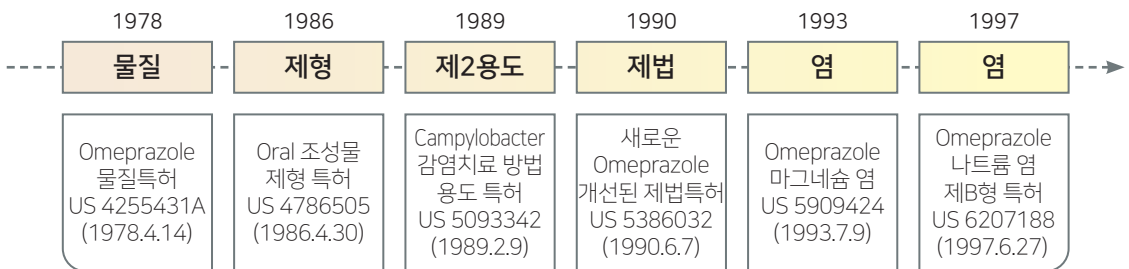 1978
1986
1989
1990
1993
1997
물질
제형
제2용도
제법
염
염
Omeprazole
물질특허
US 4255431A
(1978.4.14)
Oral 조성물
제형 특허
US 4786505
(1986.4.30)
Campylobacter
감염치료 방법
용도 특허
US 5093342
(1989.2.9)
새로운
Omeprazole
개선된 제법특허
US 5386032
(1990.6.7)
Omeprazole
마그네슘 염
US 5909424
(1993.7.9)
Omeprazole
나트륨 염
제B형 특허
US 6207188
(1997.6.27)